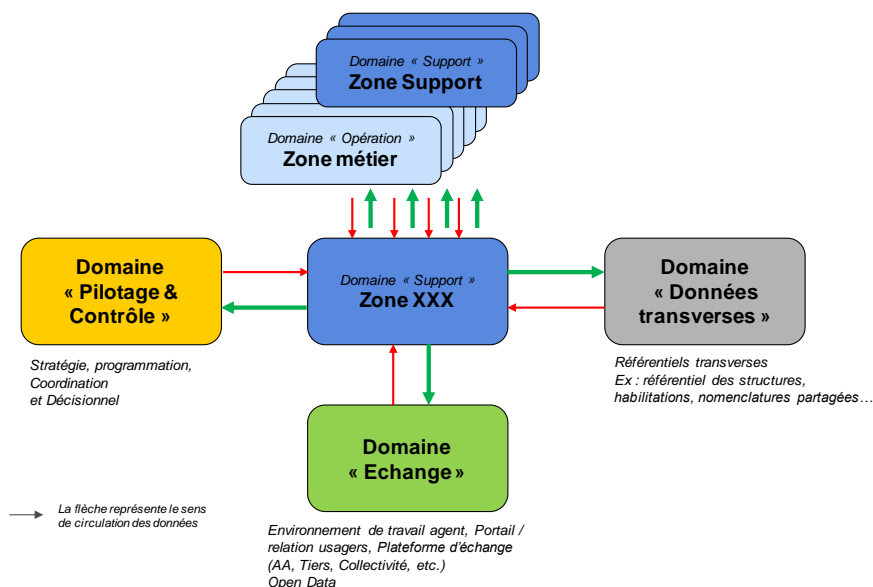 Domaine « Support »
Zone Support
Domaine « Opération »
Zone métier
Domaine
« Pilotage &
Contrôle »
Domaine « Support »
Zone XXX
Domaine
« Données
transverses »
Stratégie, programmation,
Coordination
et Décisionnel
Référentiels transverses
Ex : référentiel des structures,
habilitations, nomenclatures partagées…
Domaine
« Echange »
La flèche représente le sens
de circulation des données
Environnement de travail agent, Portail /
relation usagers, Plateforme d’échange
(AA, Tiers, Collectivité, etc.)
Open Data